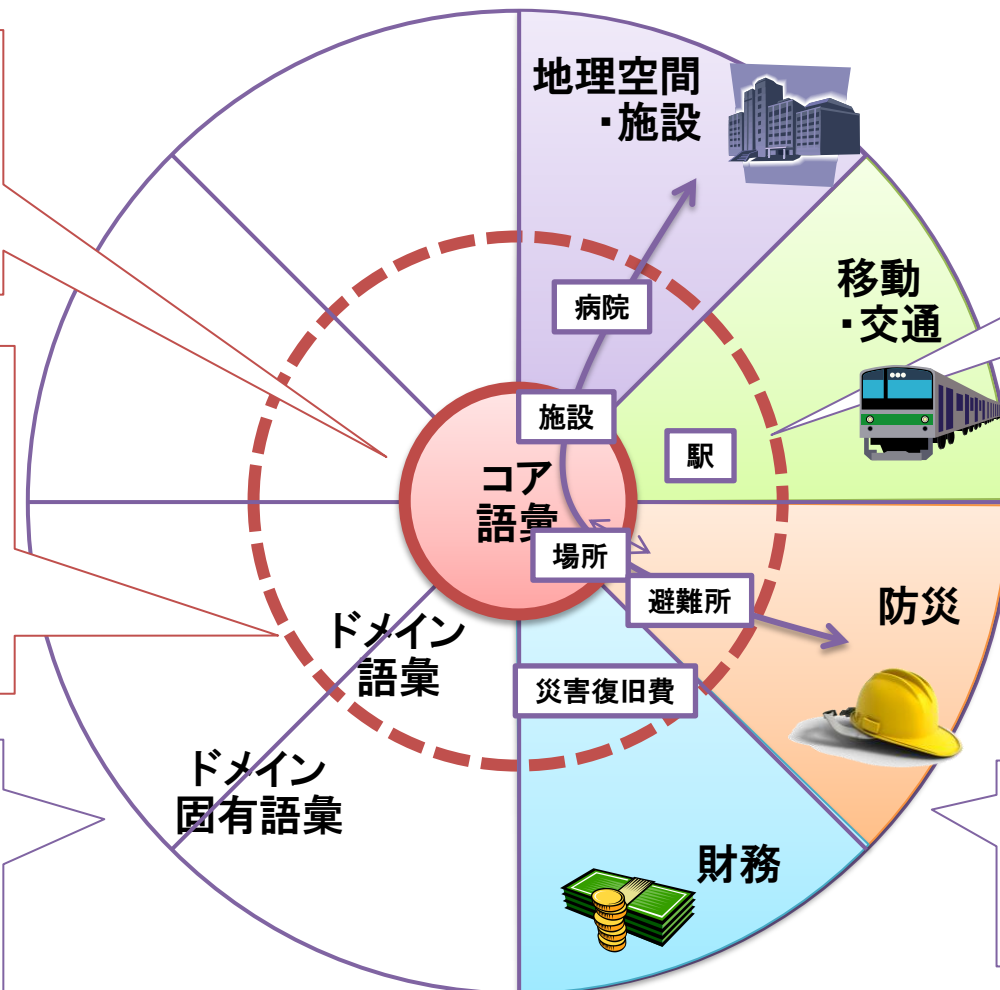 地理空間
・施設
移動
・交通
病院
施設
駅
コア
語彙
場所
避難所
防災
ドメイン
語彙
災害復旧費
ドメイン
固有語彙
財務